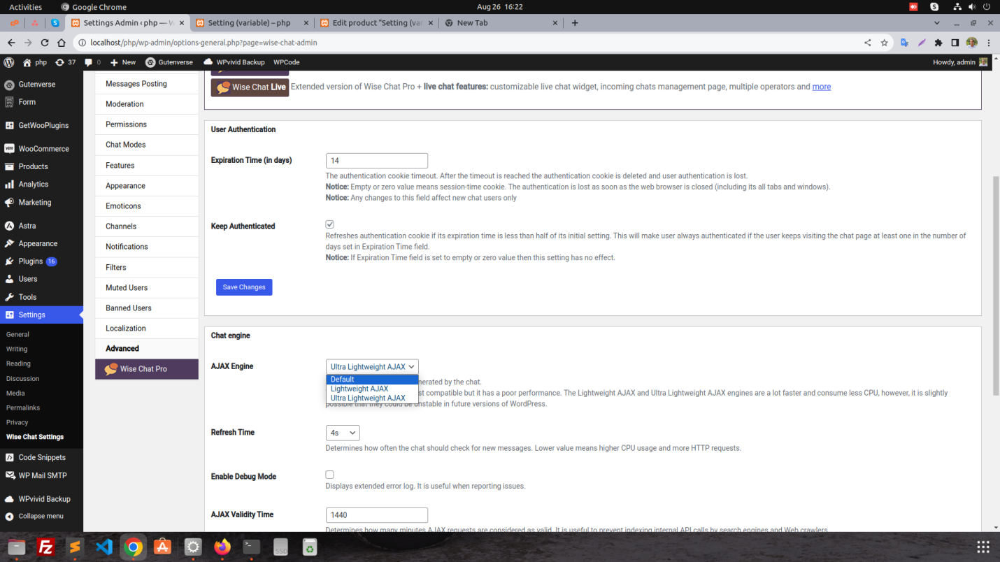 Activities
Google Chrome
Aug 26 16:22
Settings Admin ‹ php — W
Setting (variable) – php
Edit product "Setting (var
New Tab
localhost/php/wp-admin/options-general.php?page=wise-chat-admin
php
37
0
New
Gutenverse
WPvivid Backup
WPCode
Howdy, admin
Gutenverse
Form
GetWooPlugins
WooCommerce
Products
Analytics
Marketing
Astra
Appearance
Plugins 16
Users
Tools
Settings
General
Writing
Reading
Discussion
Media
Permalinks
Privacy
Wise Chat Settings
Code Snippets
WP Mail SMTP
WPvivid Backup
Collapse menu
Messages Posting
Moderation
Permissions
Chat Modes
Features
Appearance
Emoticons
Channels
Notifications
Filters
Muted Users
Banned Users
Localization
Advanced
Wise Chat Pro
Wise Chat Live Extended version of Wise Chat Pro + live chat features: customizable live chat widget, incoming chats management page, multiple operators and more
User Authentication
Expiration Time (in days)
14
The authentication cookie timeout. After the timeout is reached the authentication cookie is deleted and user authentication is lost.
Notice: Empty or zero value means session-time cookie. The authentication is lost as soon as the web browser is closed (including its all tabs and windows).
Notice: Any changes to this field affect new chat users only
Keep Authenticated
Refreshes authentication cookie if its expiration time is less than half of its initial setting. This will make user always authenticated if the user keeps visiting the chat page at least one in the number of
days set in Expiration Time field.
Notice: If Expiration Time field is set to empty or zero value then this setting has no effect.
Save Changes
Chat engine
AJAX Engine
Ultra Lightweight AJAX
Default
Lightweight AJAX
Ultra Lightweight AJAX
nerated by the chat.
st compatible but it has a poor performance. The Lightweight AJAX and Ultra Lightweight AJAX engines are a lot faster and consume less CPU, however, it is slightly
possible that they could be unstable in future versions of WordPress.
Refresh Time
4s
Determines how often the chat should check for new messages. Lower value means higher CPU usage and more HTTP requests.
Enable Debug Mode
Displays extended error log. It is useful when reporting issues.
AJAX Validity Time
1440
Determines how many minutes AJAX requests are considered as valid. It is useful to prevent indexing internal API calls by search engines and Web crawlers.
SSD